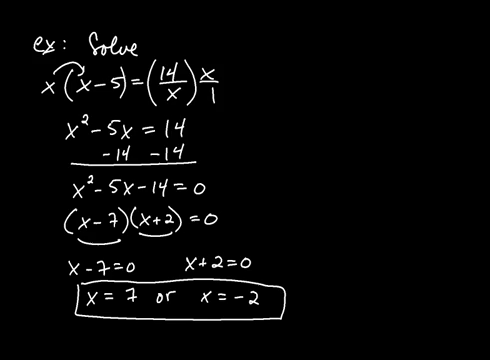 ex: Solve
x(x-5)=(14/x)x/1
x²-5x=14
-14 -14
x²-5x-14=0
(x-7)(x+2)=0
x-7=0 x+2=0
x=7 or x=-2